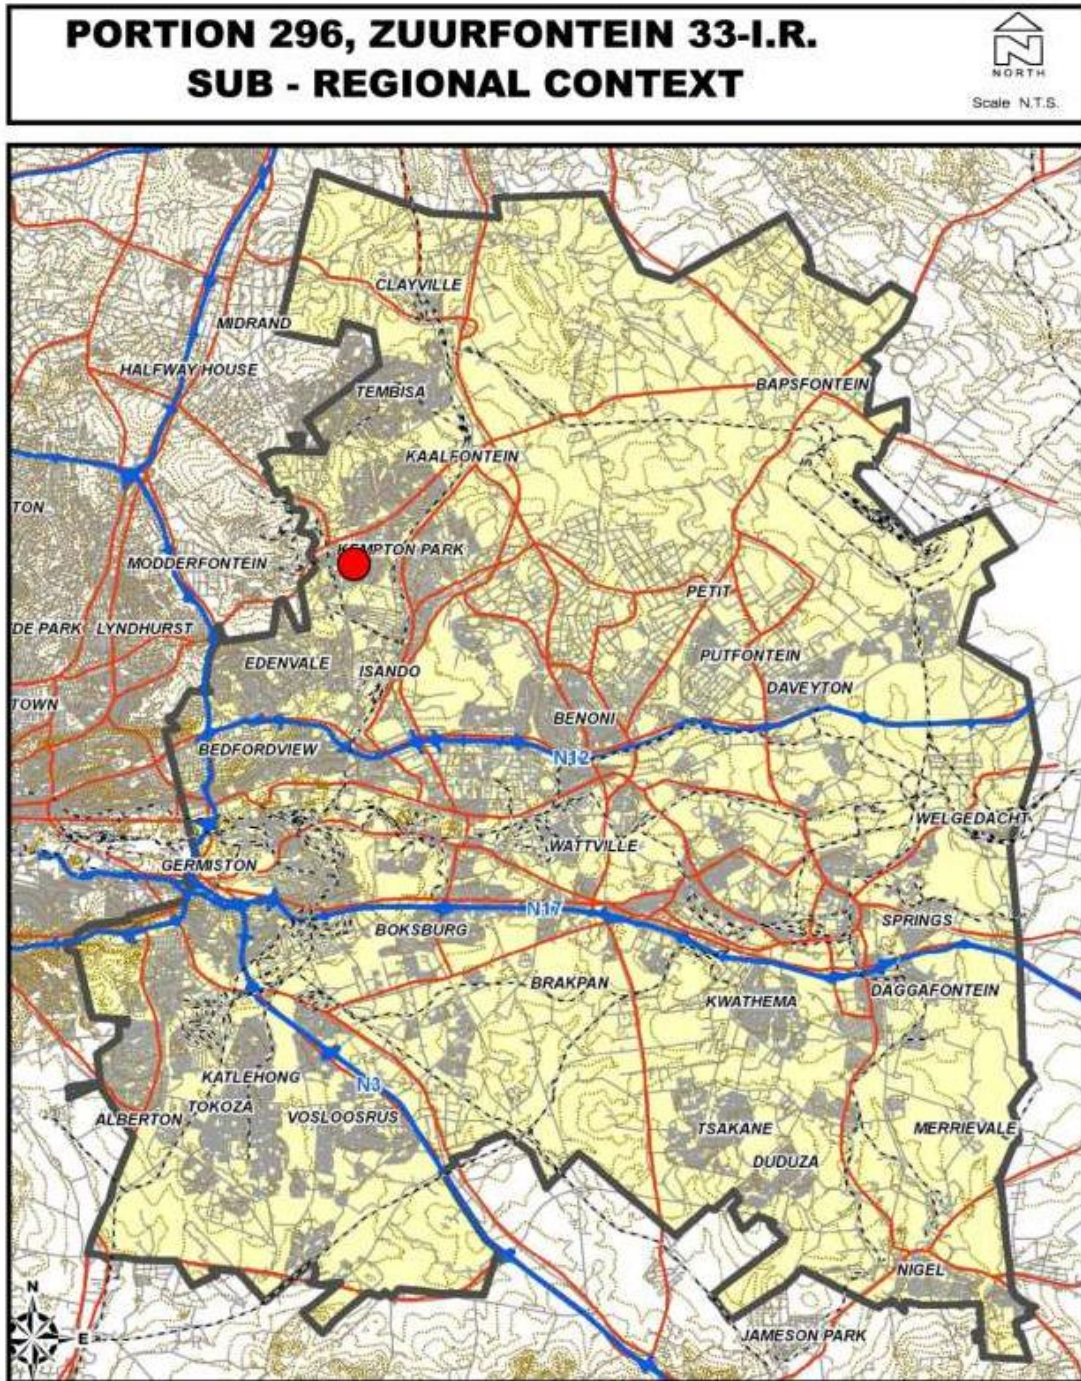 PORTION 296, ZUURFONTEIN 33-I.R.
SUB - REGIONAL CONTEXT
N
NORTH
Scale N.T.S.
CLAYVILLE
MIDRAND
HALFWAY HOUSE
TEMBISA
BAPSFONTEIN
KAALFONTEIN
TON
KEMPTON PARK
MODDERFONTEIN
PETIT
DE PARK
LYNDHURST
EDENVALE
ISANDO
PUTFONTEIN
DAVEYTON
TOWN
BENONI
BEDFORDVIEW
N12
WELGEDACHT
WATTVILLE
GERMISTON
N17
SPRINGS
BOKSBURG
BRAKPAN
DAGGAFONTEIN
KWATHEMA
KATLEHONG
N3
TOKOZA
ALBERTON
VOSLOOSRUS
TSAKANE
MERRIEVALE
DUDUZA
NIGEL
N
E
JAMESON PARK